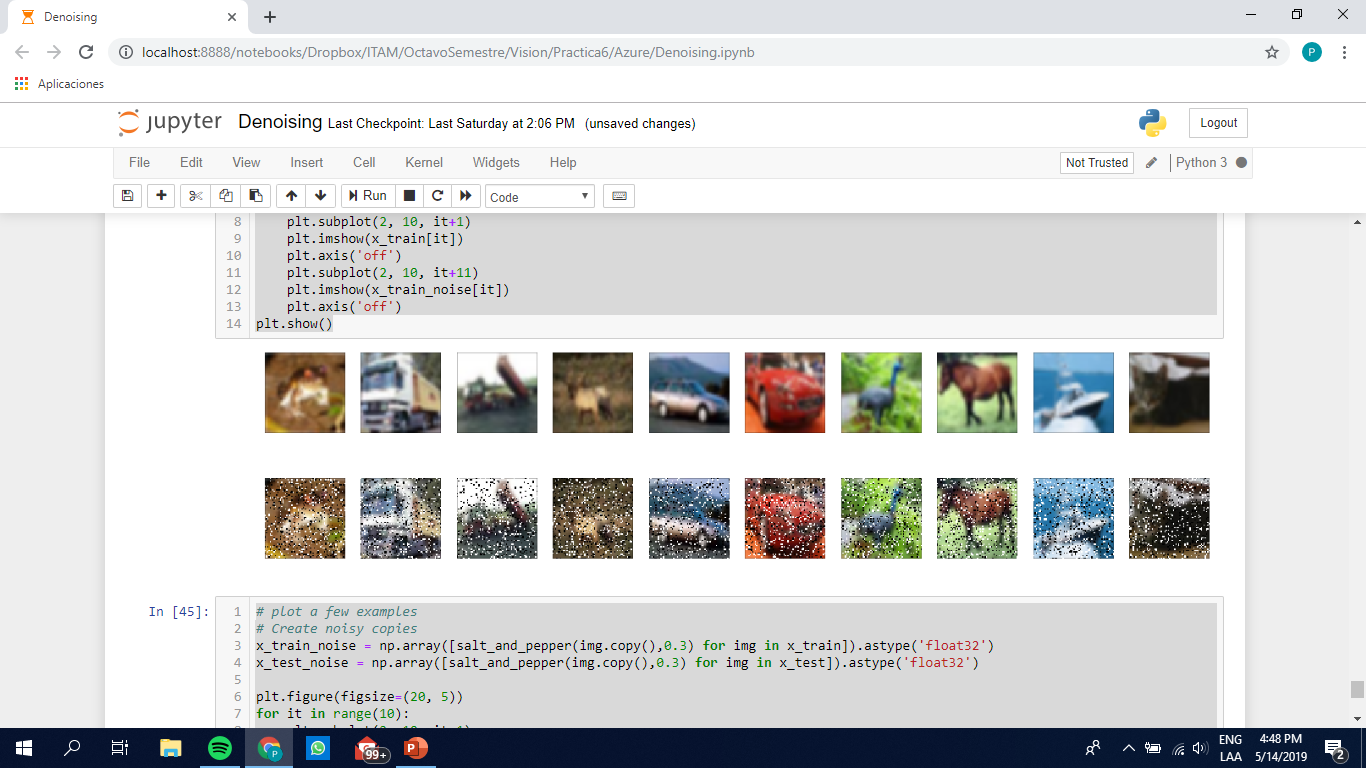 Denoising
localhost:8888/notebooks/Dropbox/ITAM/OctavoSemestre/Vision/Practica6/Azure/Denoising.ipynb
P
Aplicaciones
jupyter Denoising Last Checkpoint: Last Saturday at 2:06 PM (unsaved changes)
Logout
File Edit View Insert Cell Kernel Widgets Help
Not Trusted
Python 3
Run
Code
8 plt.subplot(2, 10, it+1)
9 plt.imshow(x_train[it])
10 plt.axis('off')
11 plt.subplot(2, 10, it+11)
12 plt.imshow(x_train_noise[it])
13 plt.axis('off')
14 plt.show()
In [45]:
1 # plot a few examples
2 # Create noisy copies
3 x_train_noise = np.array([salt_and_pepper(img.copy(),0.3) for img in x_train]).astype('float32')
4 x_test_noise = np.array([salt_and_pepper(img.copy(),0.3) for img in x_test]).astype('float32')
5
6 plt.figure(figsize=(20, 5))
7 for it in range(10):
P
99+
P
ENG
LAA
4:48 PM
5/14/2019
2